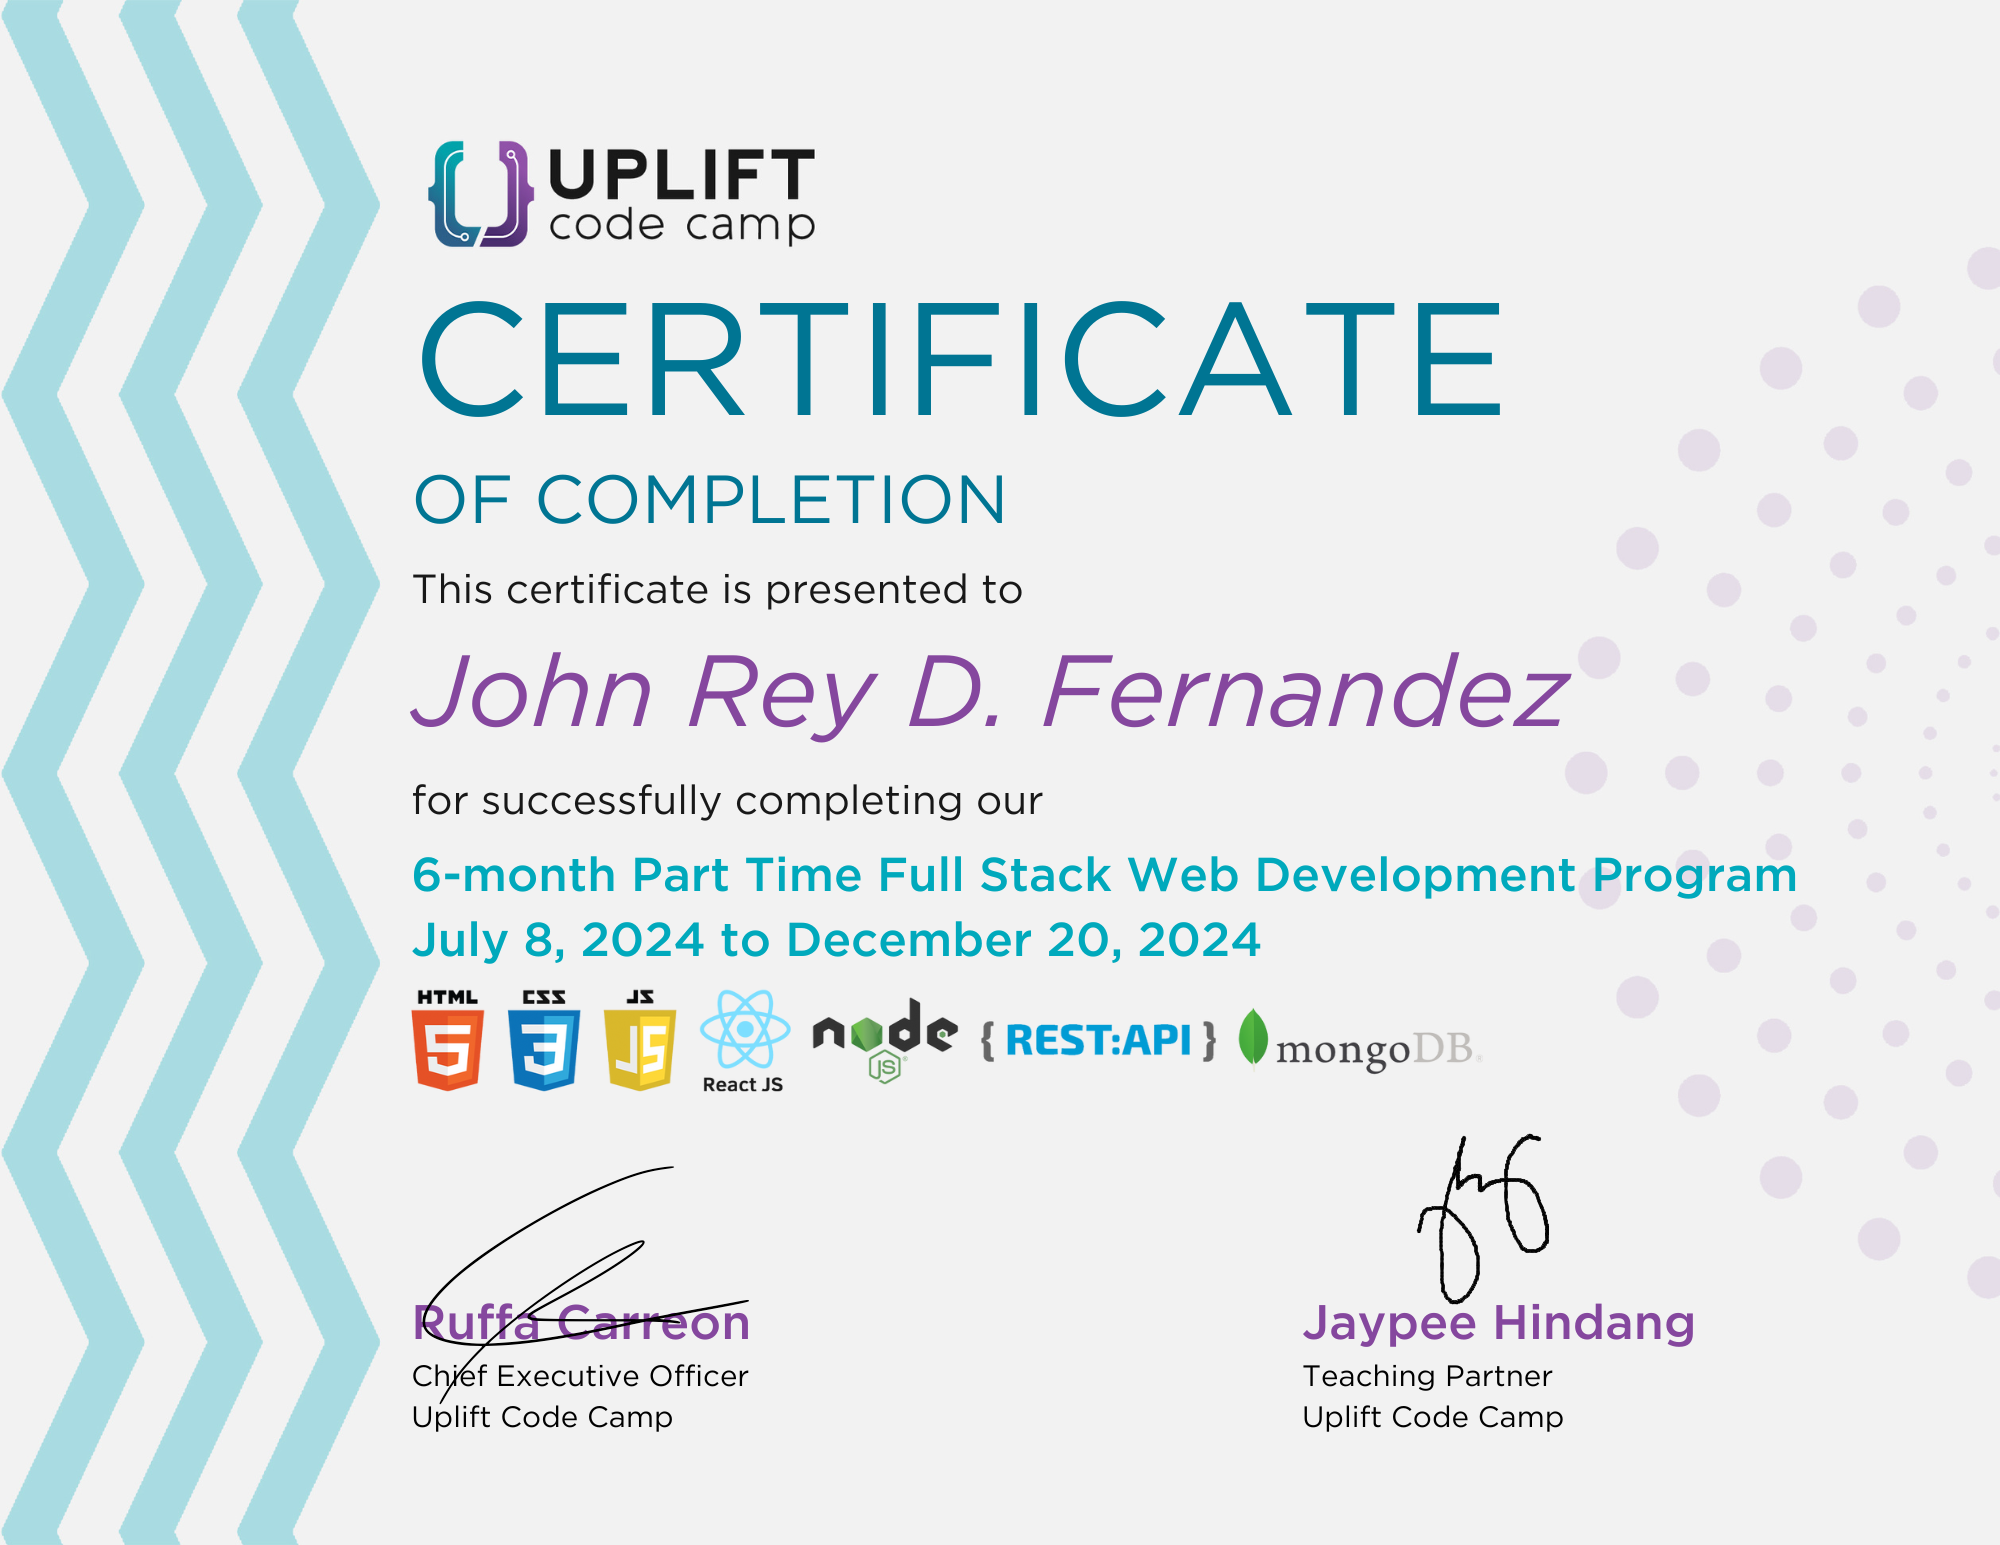 UPLIFT
code camp
CERTIFICATE
OF COMPLETION
This certificate is presented to
John Rey D. Fernandez
for successfully completing our
6-month Part Time Full Stack Web Development Program
July 8, 2024 to December 20, 2024
HTML CSS JS
5 3 JS React JS node JS { REST:API } mongoDB
Ruffa Carreon Jaypee Hindang
Chief Executive Officer Teaching Partner
Uplift Code Camp Uplift Code Camp